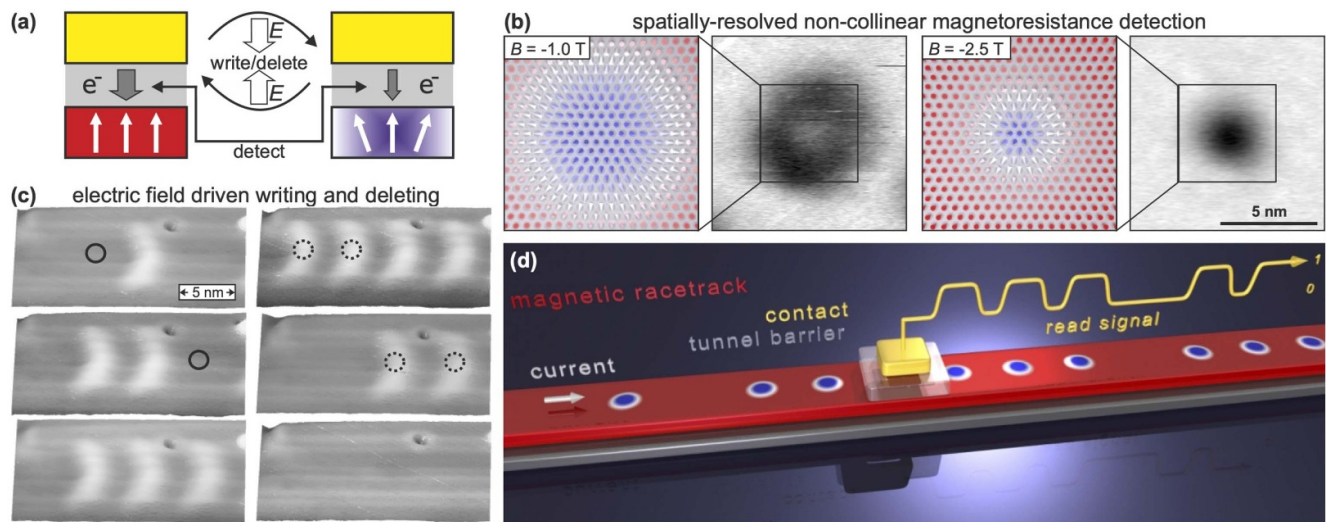 (a)
E
write/delete
E
e-
e-
detect
(b)
spatially-resolved non-collinear magnetoresistance detection
B = -1.0 T
B = -2.5 T
5 nm
(c)
electric field driven writing and deleting
5 nm
(d)
magnetic racetrack
contact
tunnel barrier
current
read signal
1
0